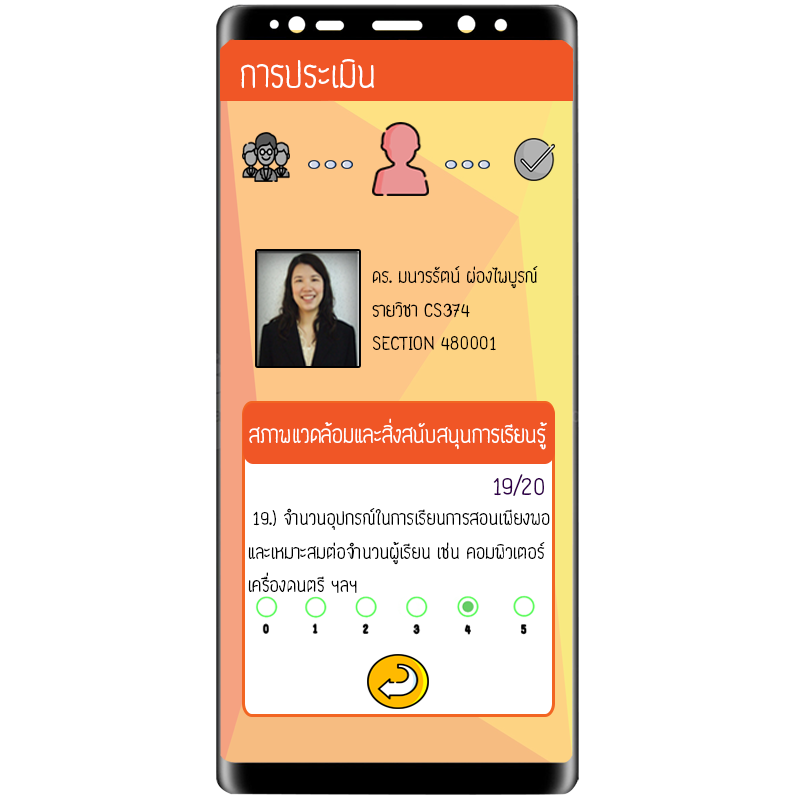 การประเมิน
ดร. มนวรรัตน์ ผ่องไพบูรณ์
รายวิชา CS374
SECTION 480001
สภาพแวดล้อมและสิ่งสนับสนุนการเรียนรู้
19/20
19.) จำนวนอุปกรณ์ในการเรียนการสอนเพียงพอ
และเหมาะสมต่อจำนวนผู้เรียน เช่น คอมพิวเตอร์
เครื่องดนตรี ฯลฯ
0 1 2 3 4 5